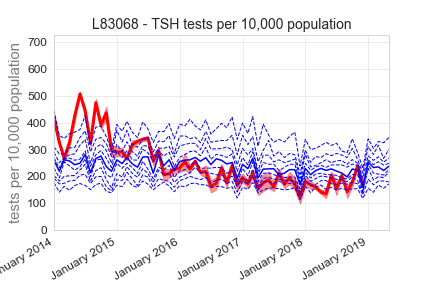 L83068 - TSH tests per 10,000 population
tests per 10,000 population
700
600
500
400
300
200
100
0
nuary 2014
January 2015
January 2016
January 2017
January 2018
January 2019